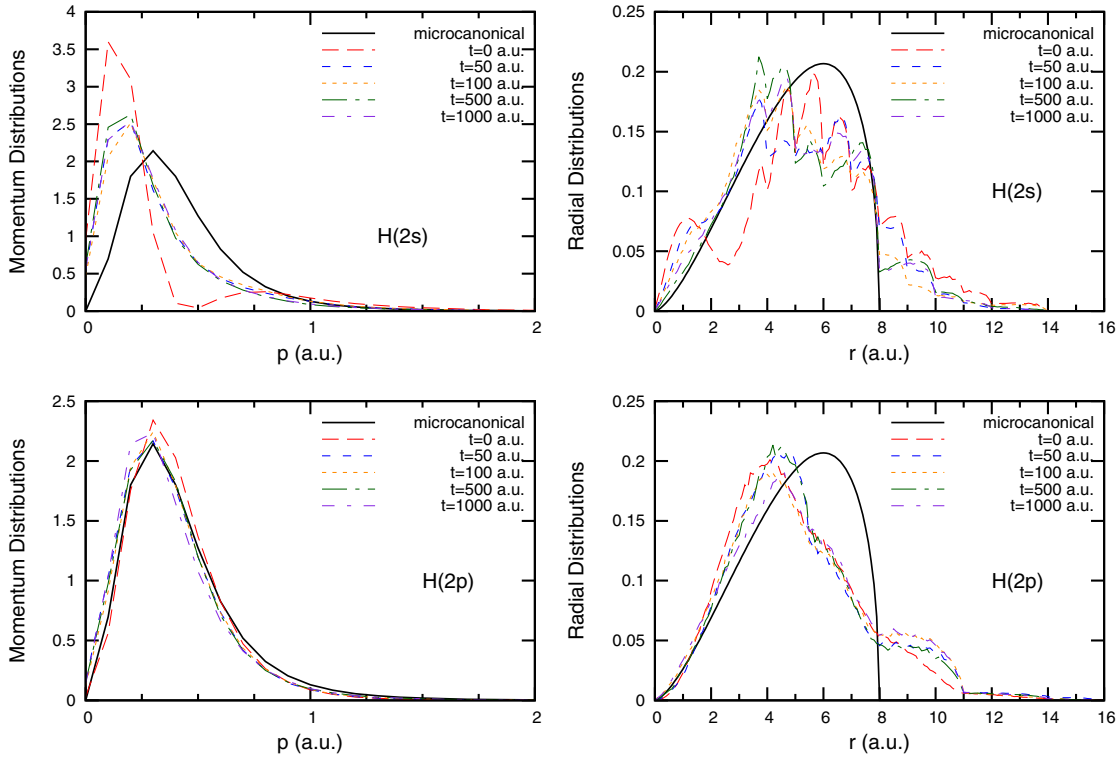 Momentum Distributions
4
3.5
3
2.5
2
1.5
1
0.5
0
0
1
2
p (a.u.)
microcanonical
t=0 a.u.
t=50 a.u.
t=100 a.u.
t=500 a.u.
t=1000 a.u.
H(2s)
Radial Distributions
0.25
0.2
0.15
0.1
0.05
0
0
2
4
6
8
10
12
14
16
r (a.u.)
microcanonical
t=0 a.u.
t=50 a.u.
t=100 a.u.
t=500 a.u.
t=1000 a.u.
H(2s)
Momentum Distributions
2.5
2
1.5
1
0.5
0
0
1
2
p (a.u.)
microcanonical
t=0 a.u.
t=50 a.u.
t=100 a.u.
t=500 a.u.
t=1000 a.u.
H(2p)
Radial Distributions
0.25
0.2
0.15
0.1
0.05
0
0
2
4
6
8
10
12
14
16
r (a.u.)
microcanonical
t=0 a.u.
t=50 a.u.
t=100 a.u.
t=500 a.u.
t=1000 a.u.
H(2p)